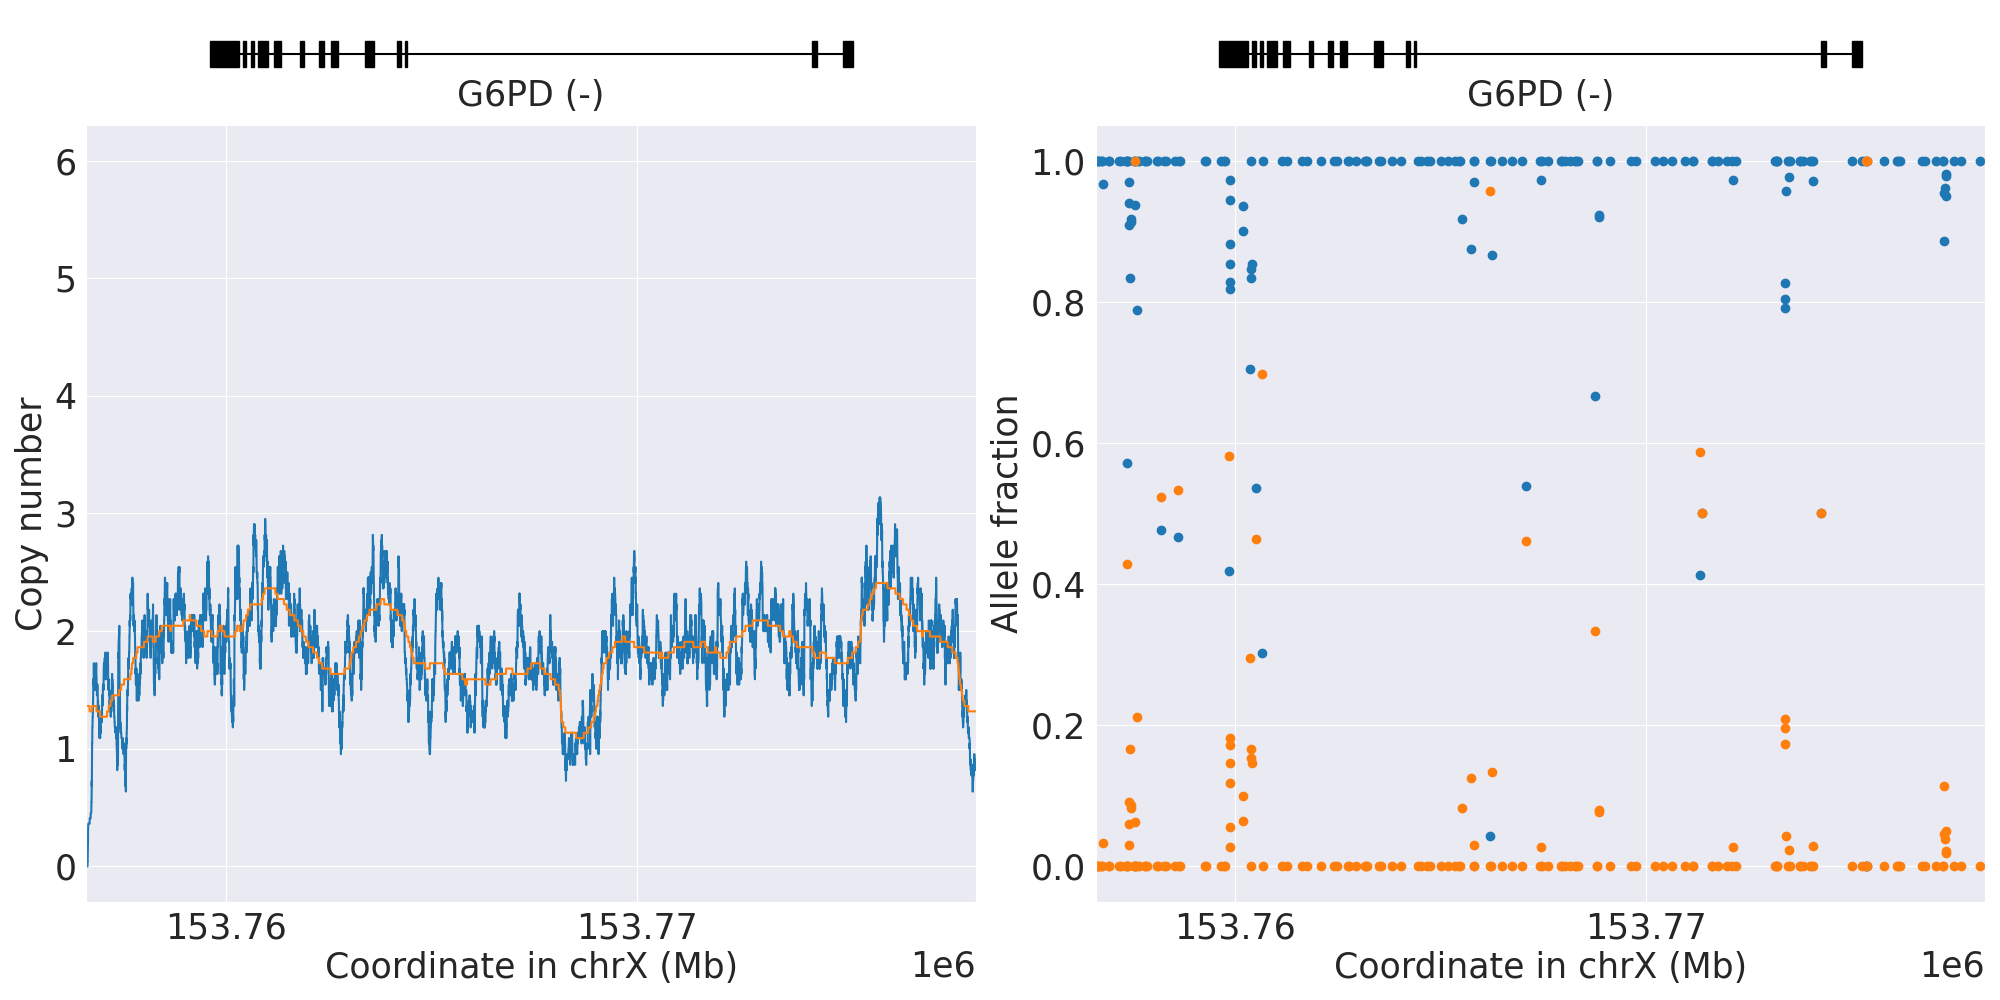 G6PD (-)
6
5
4
3
2
1
0
Copy number
153.76
153.77
Coordinate in chrX (Mb)
1e6
G6PD (-)
1.0
0.8
0.6
0.4
0.2
0.0
Allele fraction
153.76
153.77
Coordinate in chrX (Mb)
1e6